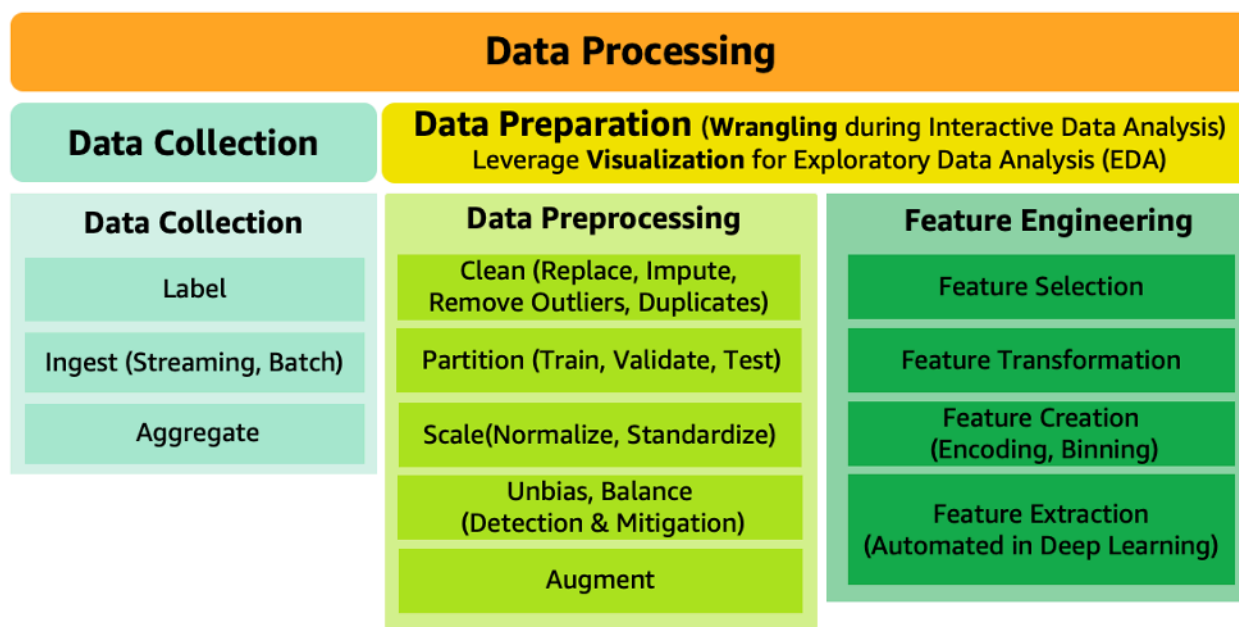 Data Processing
Data Collection
Data Preparation (Wrangling during Interactive Data Analysis)
Leverage Visualization for Exploratory Data Analysis (EDA)
Data Collection
Label
Ingest (Streaming, Batch)
Aggregate
Data Preprocessing
Clean (Replace, Impute,
Remove Outliers, Duplicates)
Partition (Train, Validate, Test)
Scale(Normalize, Standardize)
Unbias, Balance
(Detection & Mitigation)
Augment
Feature Engineering
Feature Selection
Feature Transformation
Feature Creation
(Encoding, Binning)
Feature Extraction
(Automated in Deep Learning)